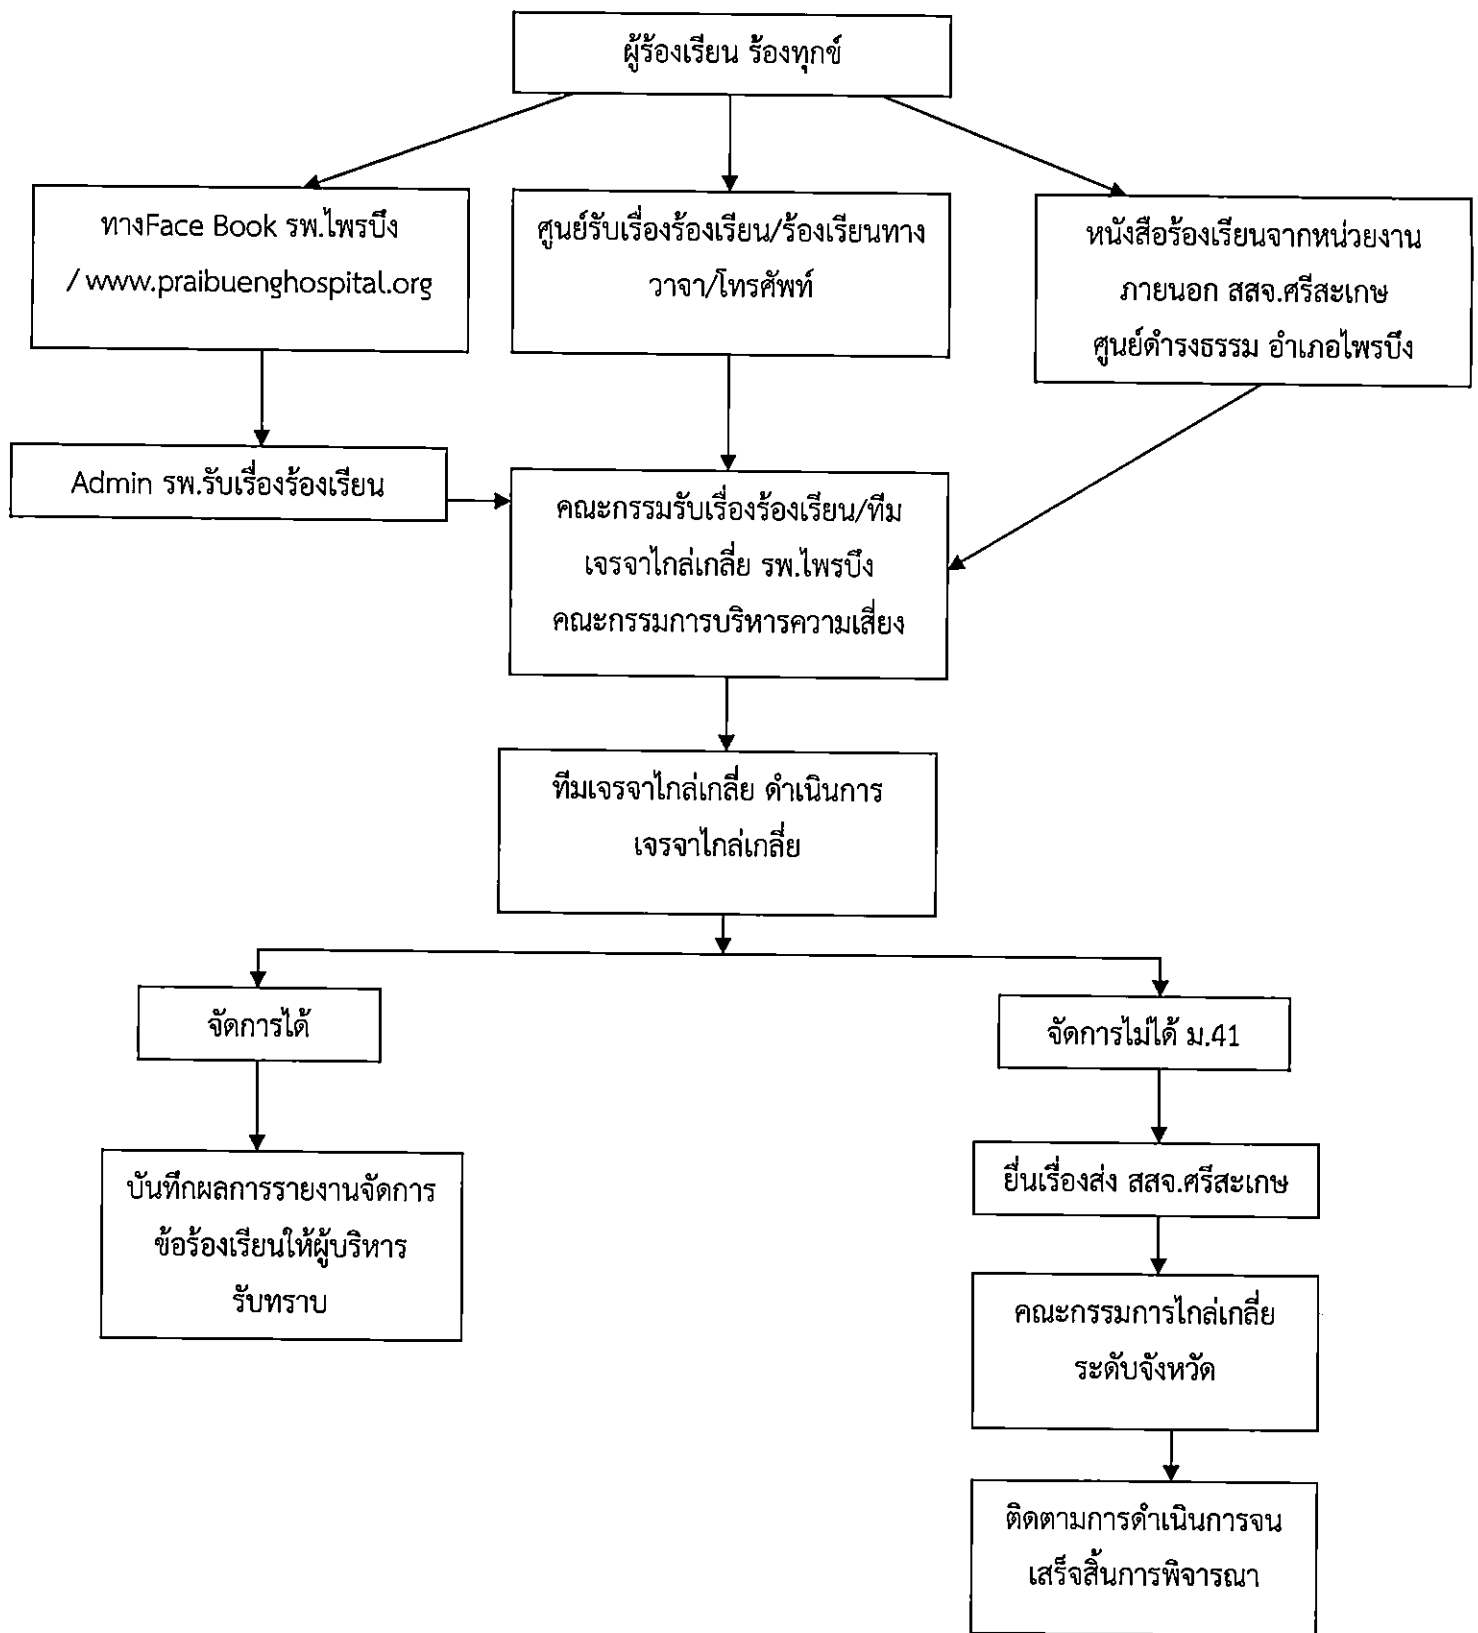 ผู้ร้องเรียน ร้องทุกข์
ทางFace Book รพ.ไพรบึง
/ www.praibuenghospital.org
ศูนย์รับเรื่องร้องเรียน/ร้องเรียนทาง
วาจา/โทรศัพท์
หนังสือร้องเรียนจากหน่วยงาน
ภายนอก สสจ.ศรีสะเกษ
ศูนย์ดำรงธรรม อำเภอไพรบึง
Admin รพ.รับเรื่องร้องเรียน
คณะกรรมรับเรื่องร้องเรียน/ทีม
เจรจาไกล่เกลี่ย รพ.ไพรบึง
คณะกรรมการบริหารความเสี่ยง
ทีมเจรจาไกล่เกลี่ย ดำเนินการ
เจรจาไกล่เกลี่ย
จัดการได้
จัดการไม่ได้ ม.41
บันทึกผลการรายงานจัดการ
ข้อร้องเรียนให้ผู้บริหาร
รับทราบ
ยื่นเรื่องส่ง สสจ.ศรีสะเกษ
คณะกรรมการไกล่เกลี่ย
ระดับจังหวัด
ติดตามการดำเนินการจน
เสร็จสิ้นการพิจารณา